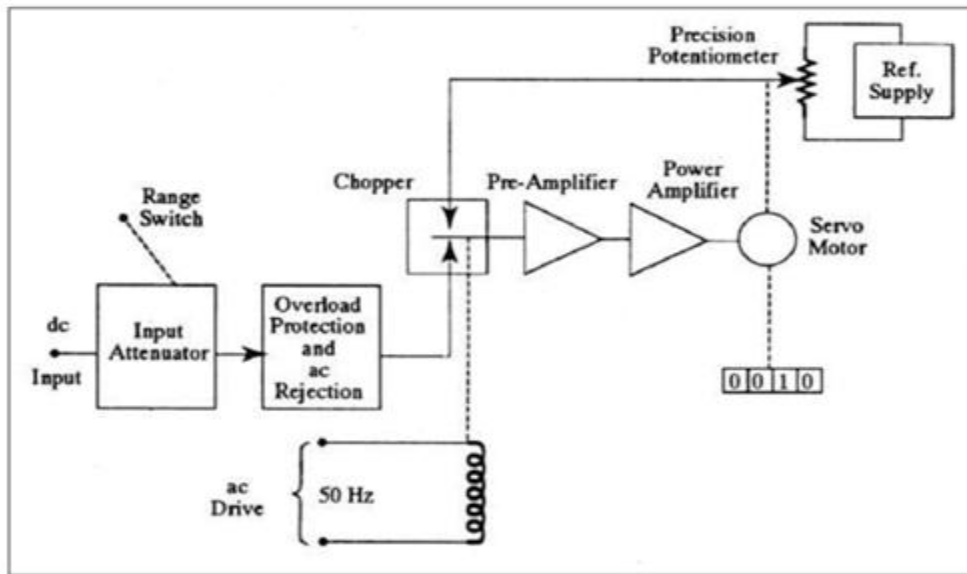 Precision
Potentiometer
Ref.
Supply
Chopper
Pre-Amplifier
Power
Amplifier
Range
Switch
Servo
Motor
dc
Input
Input
Attenuator
Overload
Protection
and
ac
Rejection
0 0 1 0
ac
Drive
50 Hz